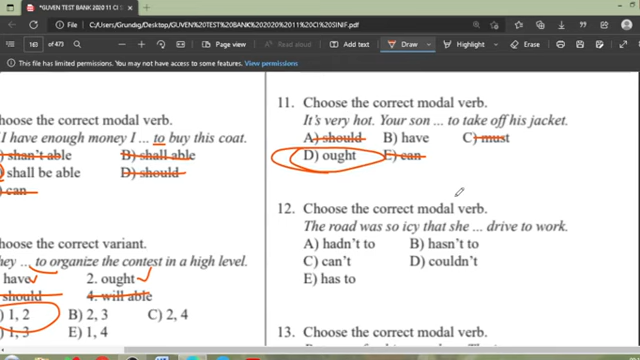 *GUVEN TEST BANK 2020 11 CI S
File
C:/Users/Grundig/Desktop/GUVEN%20TEST%20BANK%202020%2011%20CI%20SINIF.pdf
163 of 473
Page view
Read aloud
Add text
Draw
Highlight
Erase
This file has limited permissions. You may not have access to some features. View permissions
hoose the correct modal verb.
I have enough money I ... to buy this coat.
shan't able B) shall able
shall be able D) should
can
hoose the correct variant.
hey ... to organize the contest in a high level.
have 2. ought
should 4. will able
) 1, 2 B) 2, 3 C) 2, 4
) 1, 3 E) 1, 4
11. Choose the correct modal verb.
It's very hot. Your son ... to take off his jacket.
A) should B) have C) must
D) ought E) can
12. Choose the correct modal verb.
The road was so icy that she ... drive to work.
A) hadn't to B) hasn't to
C) can't D) couldn't
E) has to
13. Choose the correct modal verb.